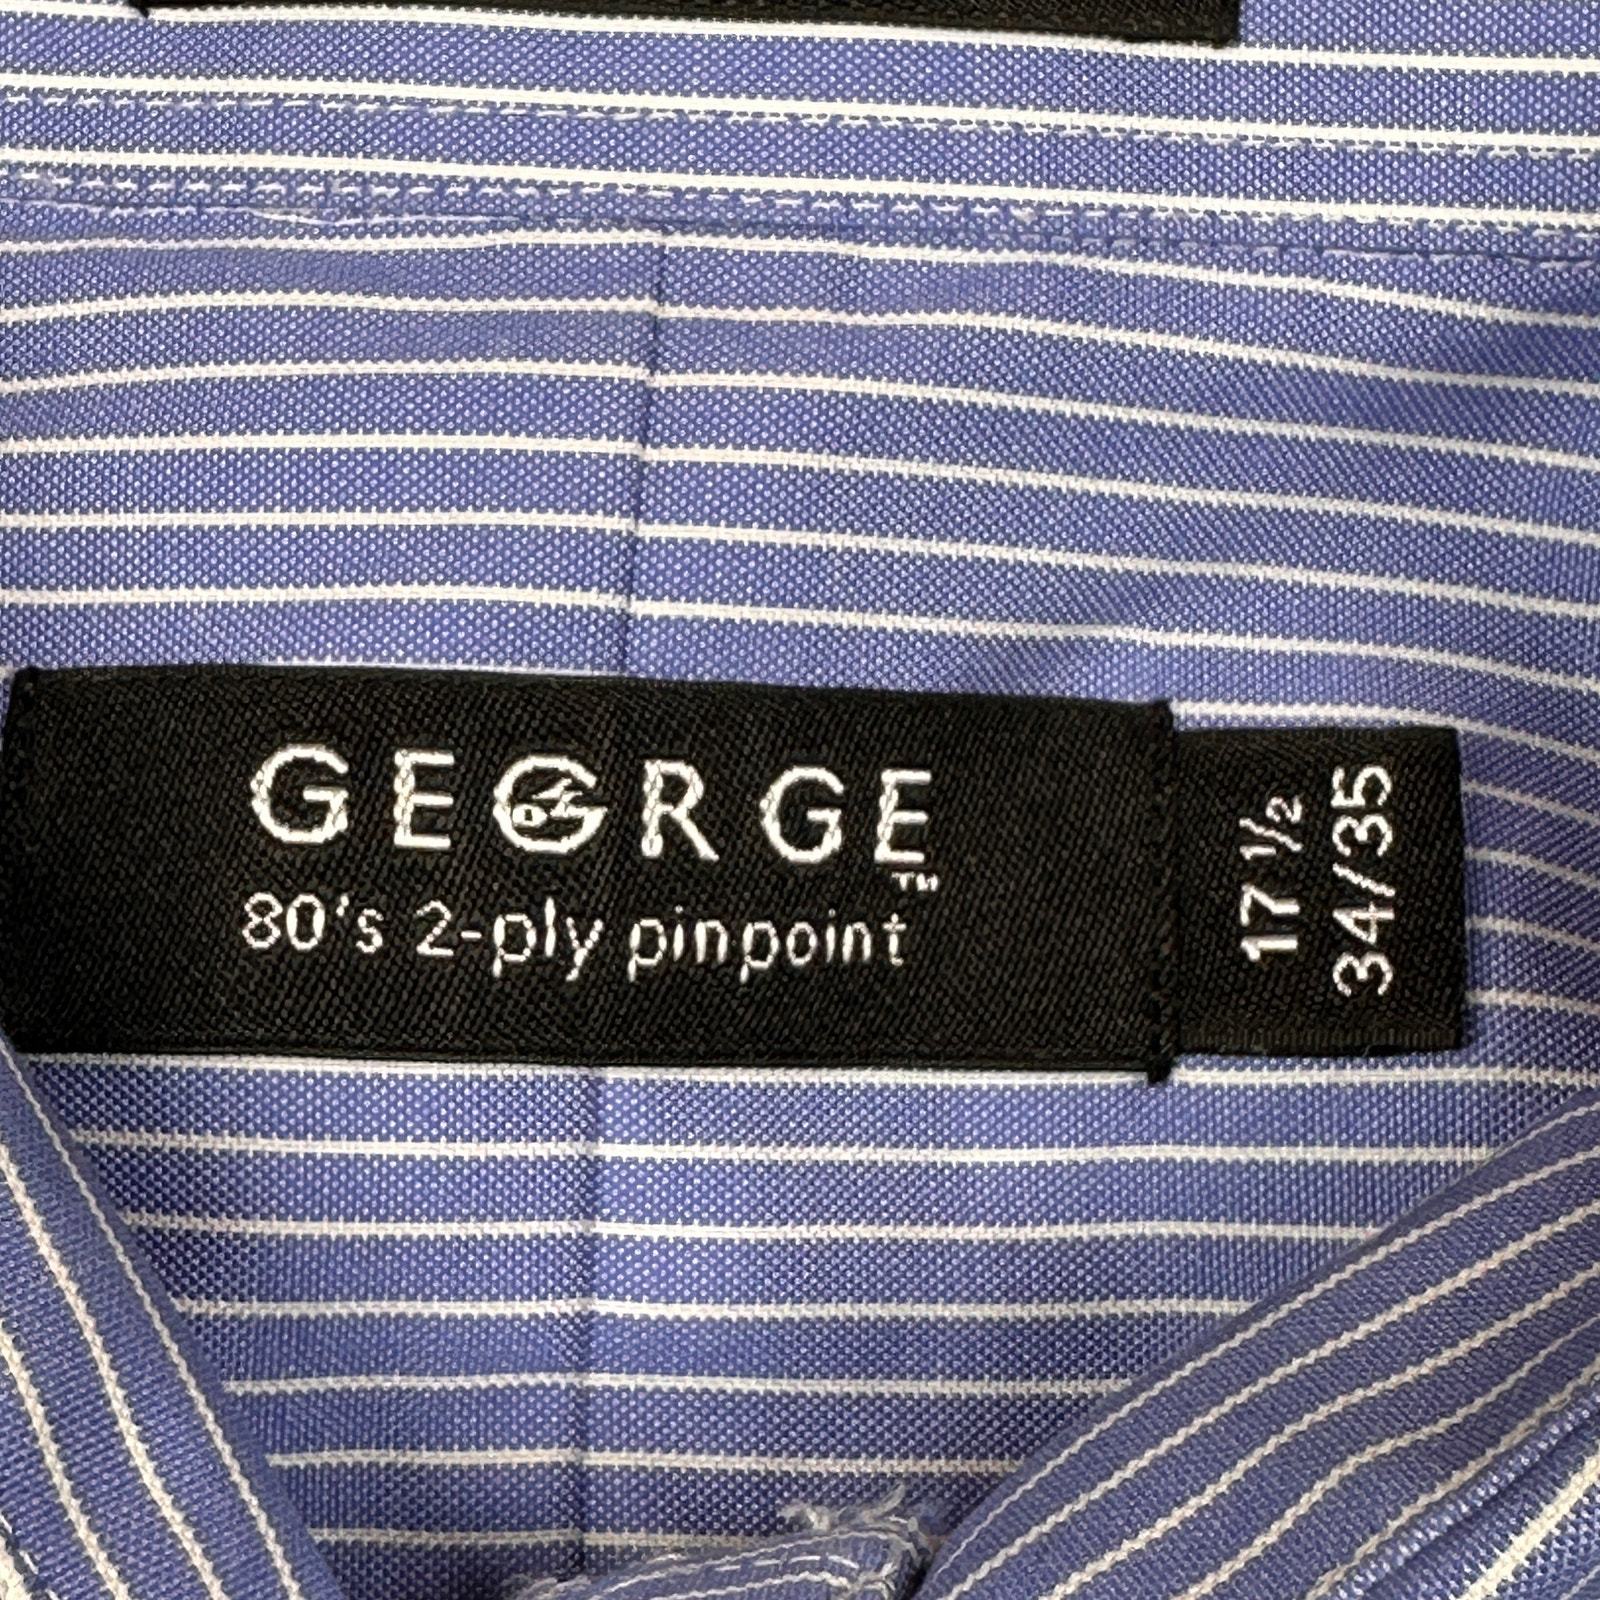 GEORGE™
80's 2-ply pinpoint
17 1/2
34/35